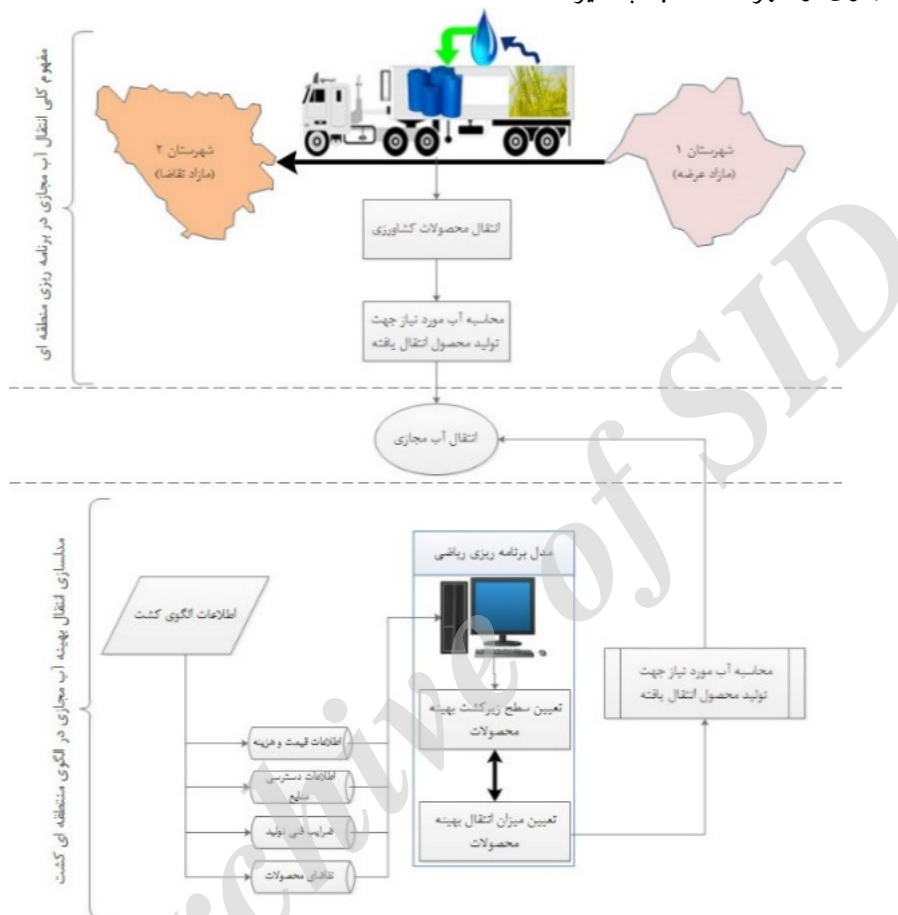 مفهوم کلی انتقال آب مجازی در برنامه ریزی منطقه ای
شهرستان ۱
(مازاد عرضه)
شهرستان ۲
(مازاد تقاضا)
انتقال محصولات کشاورزی
محاسبه آب مورد نیاز جهت
تولید محصول انتقال یافته
انتقال آب مجازی
مدلسازی انتقال بهینه آب مجازی در الگوی منتطقه ای کشت
مدل برنامه ریزی ریاضی
اطلاعات الگوی کشت
اطلاعات قیمت و هزینه
اطلاعات دسترسی
منابع
ضرایب فنی تولید
تقاضای محصولات
تعیین سطح زیرکشت بهینه
محصولات
تعیین میزان انتقال بهینه
محصولات
محاسبه آب مورد نیاز جهت
تولید محصول انتقال یافته
Archive of SID